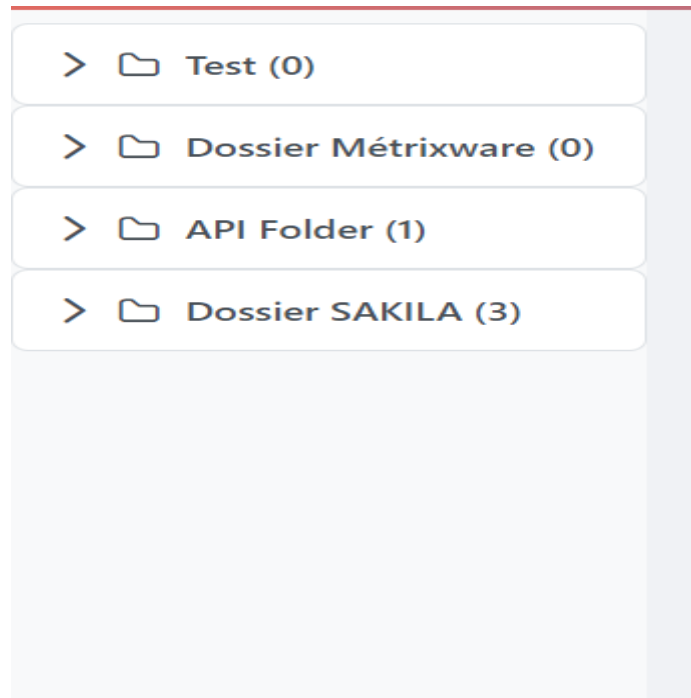 Test (0)
Dossier Métrixware (0)
API Folder (1)
Dossier SAKILA (3)